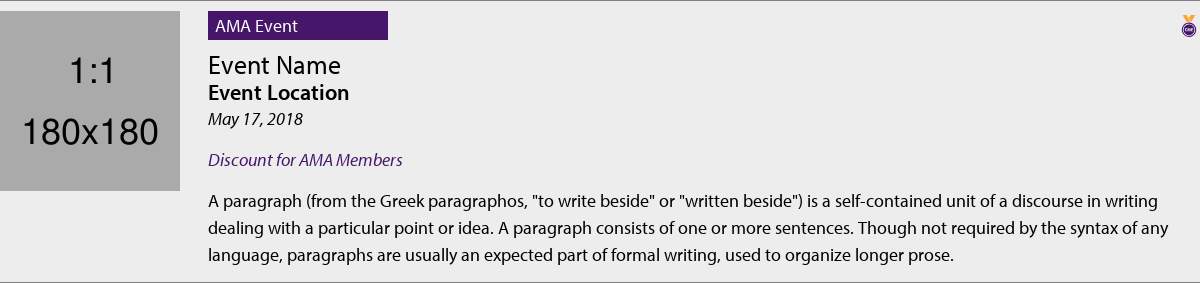 1:1
180x180
AMA Event
CME
Event Name
Event Location
May 17, 2018
Discount for AMA Members
A paragraph (from the Greek paragraphos, "to write beside" or "written beside") is a self-contained unit of a discourse in writing
dealing with a particular point or idea. A paragraph consists of one or more sentences. Though not required by the syntax of any
language, paragraphs are usually an expected part of formal writing, used to organize longer prose.